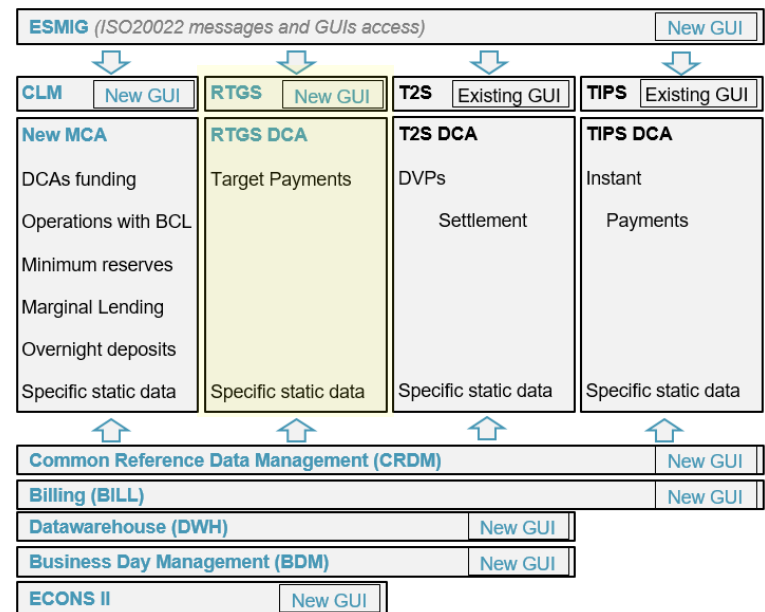 ESMIG (ISO20022 messages and GUIs access) New GUI
CLM New GUI
RTGS New GUI
T2S Existing GUI
TIPS Existing GUI
New MCA
DCAs funding
Operations with BCL
Minimum reserves
Marginal Lending
Overnight deposits
Specific static data
RTGS DCA
Target Payments
Specific static data
T2S DCA
DVPs
Settlement
Specific static data
TIPS DCA
Instant
Payments
Specific static data
Common Reference Data Management (CRDM) New GUI
Billing (BILL) New GUI
Datawarehouse (DWH) New GUI
Business Day Management (BDM) New GUI
ECONS II New GUI